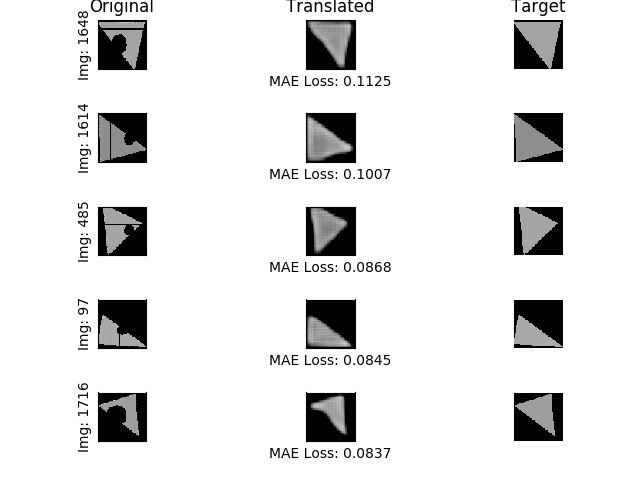 Original Translated Target
Img: 1648
MAE Loss: 0.1125
Img: 1614
MAE Loss: 0.1007
Img: 485
MAE Loss: 0.0868
Img: 97
MAE Loss: 0.0845
Img: 1716
MAE Loss: 0.0837